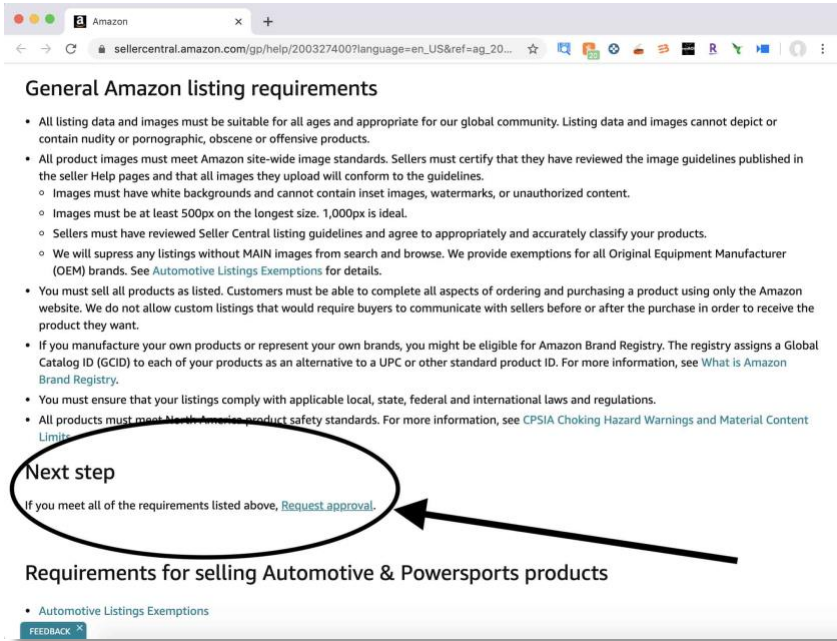 Amazon
sellercentral.amazon.com/gp/help/200327400?language=en_US&ref=ag_20...
20
R
General Amazon listing requirements
• All listing data and images must be suitable for all ages and appropriate for our global community. Listing data and images cannot depict or
contain nudity or pornographic, obscene or offensive products.
• All product images must meet Amazon site-wide image standards. Sellers must certify that they have reviewed the image guidelines published in
the seller Help pages and that all images they upload will conform to the guidelines.
◦ Images must have white backgrounds and cannot contain inset images, watermarks, or unauthorized content.
◦ Images must be at least 500px on the longest size. 1,000px is ideal.
◦ Sellers must have reviewed Seller Central listing guidelines and agree to appropriately and accurately classify your products.
◦ We will supress any listings without MAIN images from search and browse. We provide exemptions for all Original Equipment Manufacturer
(OEM) brands. See Automotive Listings Exemptions for details.
• You must sell all products as listed. Customers must be able to complete all aspects of ordering and purchasing a product using only the Amazon
website. We do not allow custom listings that would require buyers to communicate with sellers before or after the purchase in order to receive the
product they want.
• If you manufacture your own products or represent your own brands, you might be eligible for Amazon Brand Registry. The registry assigns a Global
Catalog ID (GCID) to each of your products as an alternative to a UPC or other standard product ID. For more information, see What is Amazon
Brand Registry.
• You must ensure that your listings comply with applicable local, state, federal and international laws and regulations.
• All products must meet North America product safety standards. For more information, see CPSIA Choking Hazard Warnings and Material Content
Limits
Next step
If you meet all of the requirements listed above, Request approval.
Requirements for selling Automotive & Powersports products
• Automotive Listings Exemptions
FEEDBACK